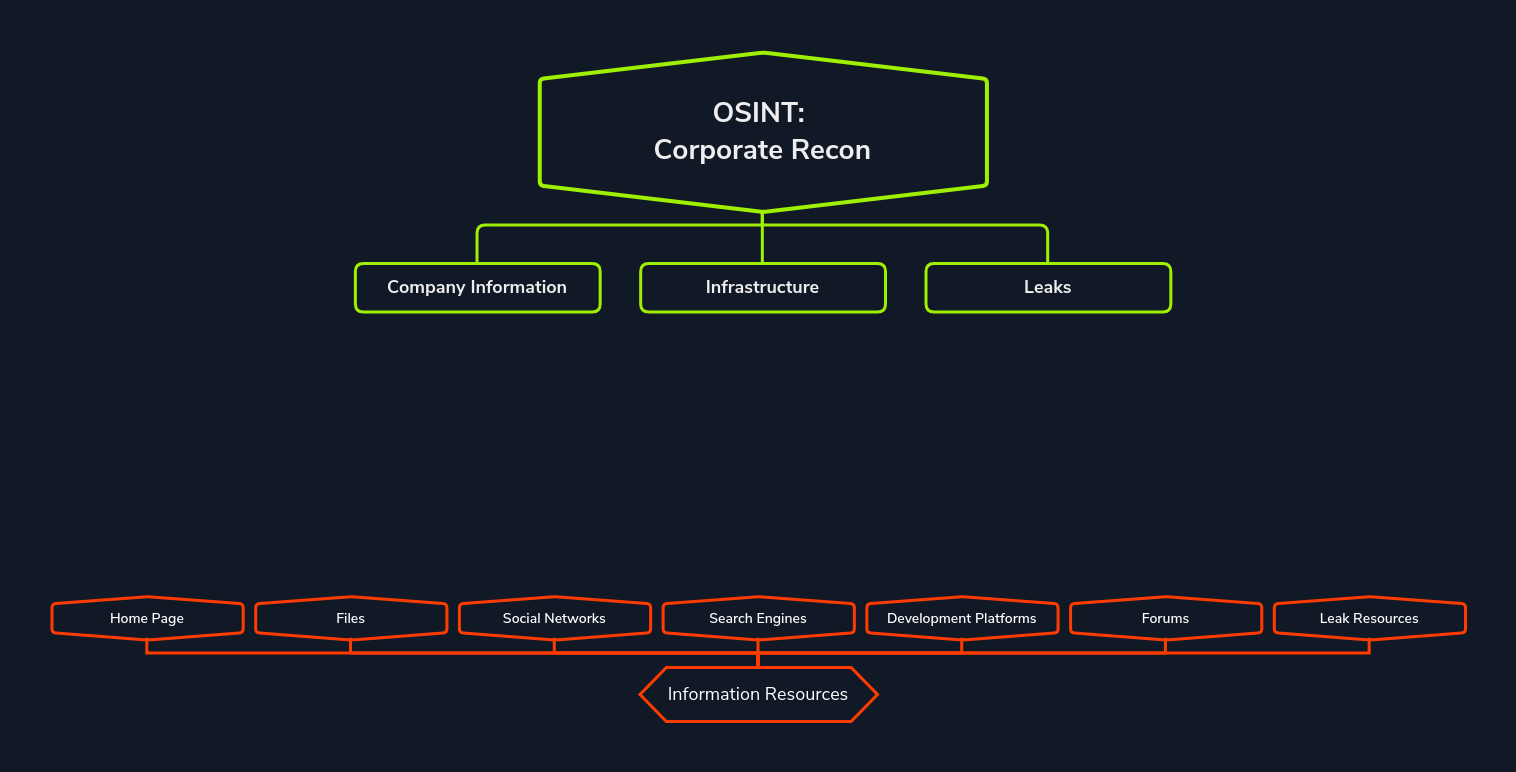 OSINT:
Corporate Recon
Company Information
Infrastructure
Leaks
Home Page
Files
Social Networks
Search Engines
Development Platforms
Forums
Leak Resources
Information Resources